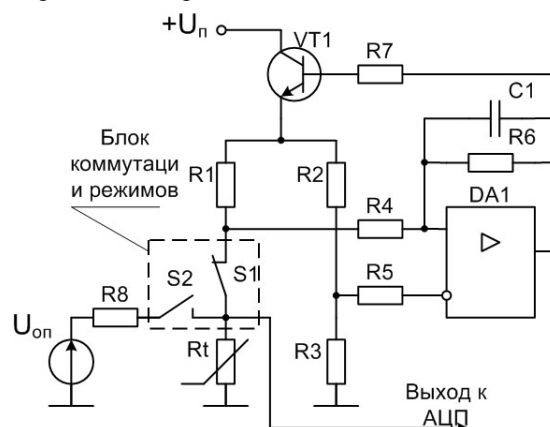 +Uп
VT1
R7
C1
R6
Блок
коммутаци
и режимов
R1
R2
R4
DA1
S2
S1
R5
R8
Uоп
Rt
R3
Выход к
АЦП